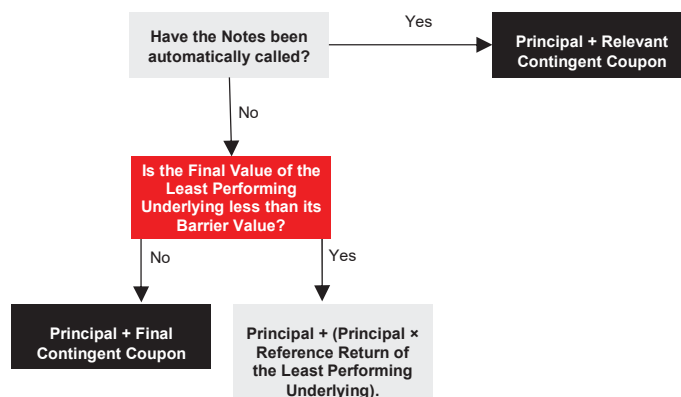 Have the Notes been
automatically called?
Yes
Principal + Relevant
Contingent Coupon
No
Is the Final Value of the
Least Performing
Underlying less than its
Barrier Value?
No
Yes
Principal + Final
Contingent Coupon
Principal + (Principal ×
Reference Return of
the Least Performing
Underlying).